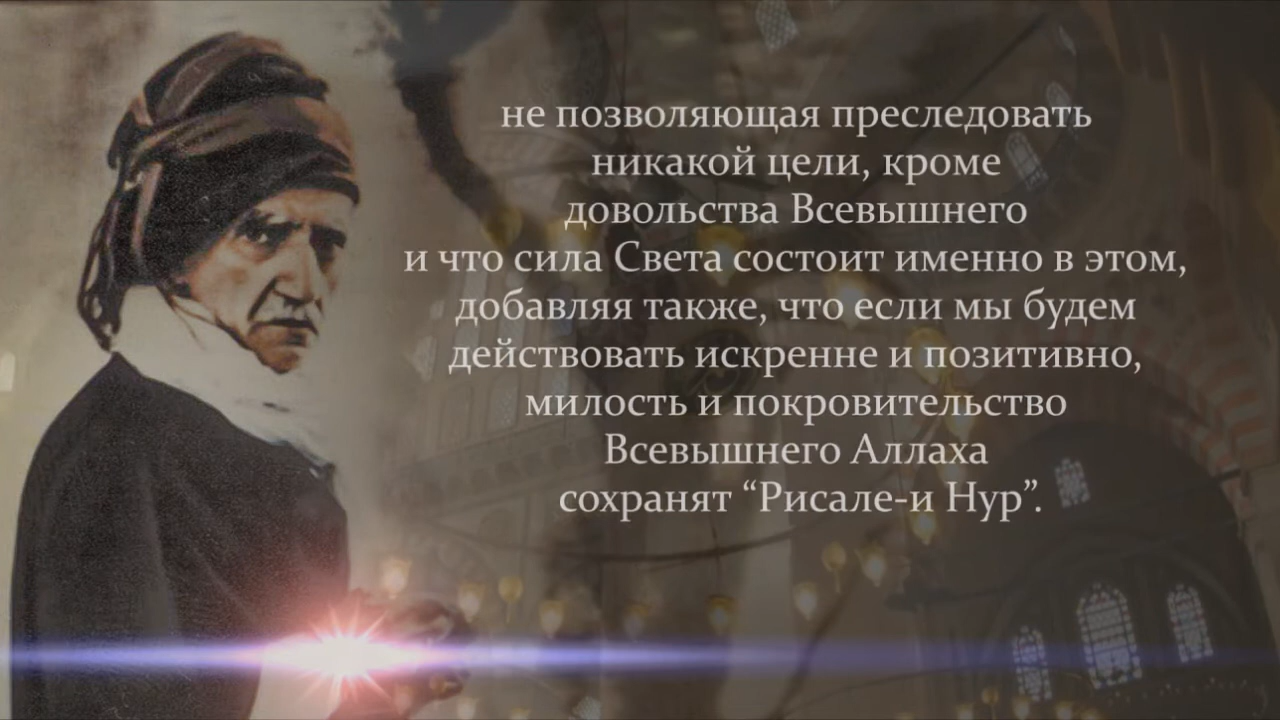 не позволяющая преследовать
никакой цели, кроме
довольства Всевышнего
и что сила Света состоит именно в этом,
добавляя также, что если мы будем
действовать искренне и позитивно,
милость и покровительство
Всевышнего Аллаха
сохранят “Рисале-и Нур”.